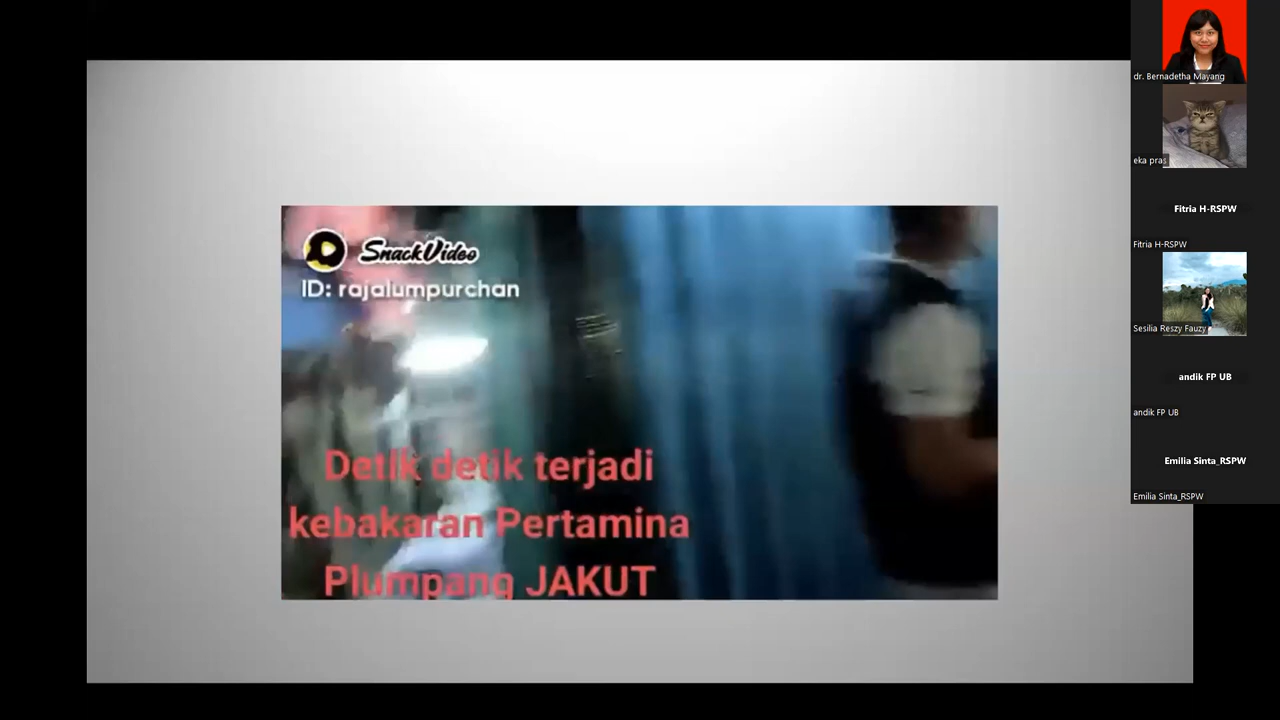 SnackVideo
ID: rajalumpurchan
Detik detik terjadi
kebakaran Pertamina
Plumpang JAKUT
dr. Bernadetha Mayang
eka pras
Fitria H-RSPW
Fitria H-RSPW
Sesilia Reszy Fauzy
andik FP UB
andik FP UB
Emilia Sinta_RSPW
Emilia Sinta_RSPW